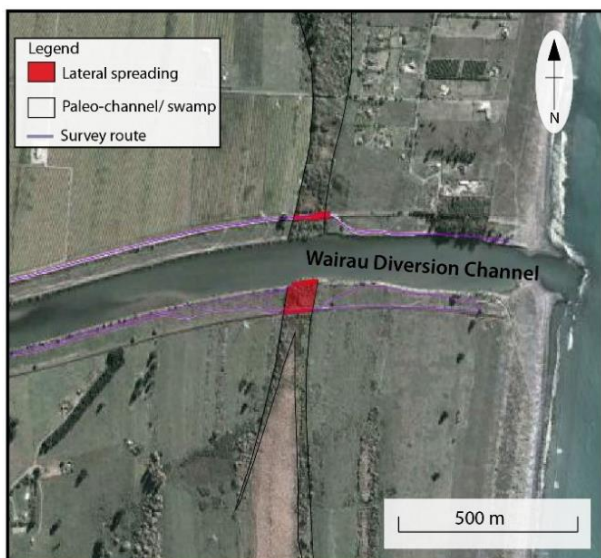 Legend
Lateral spreading
Paleo-channel/ swamp
Survey route
N
Wairau Diversion Channel
500 m